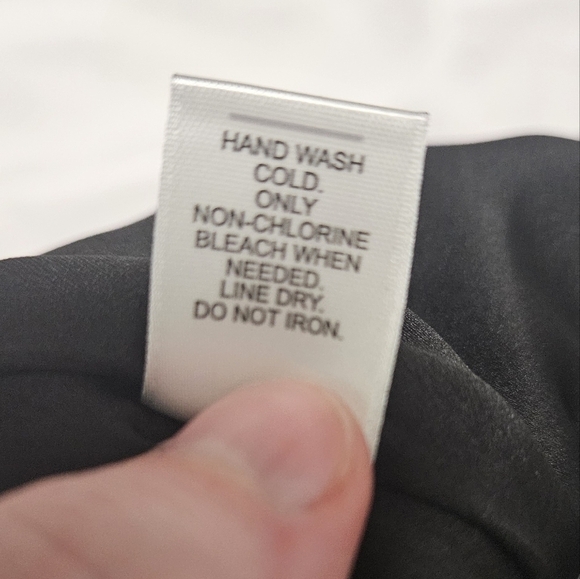 HAND WASH
COLD.
ONLY
NON-CHLORINE
BLEACH WHEN
NEEDED.
LINE DRY.
DO NOT IRON.